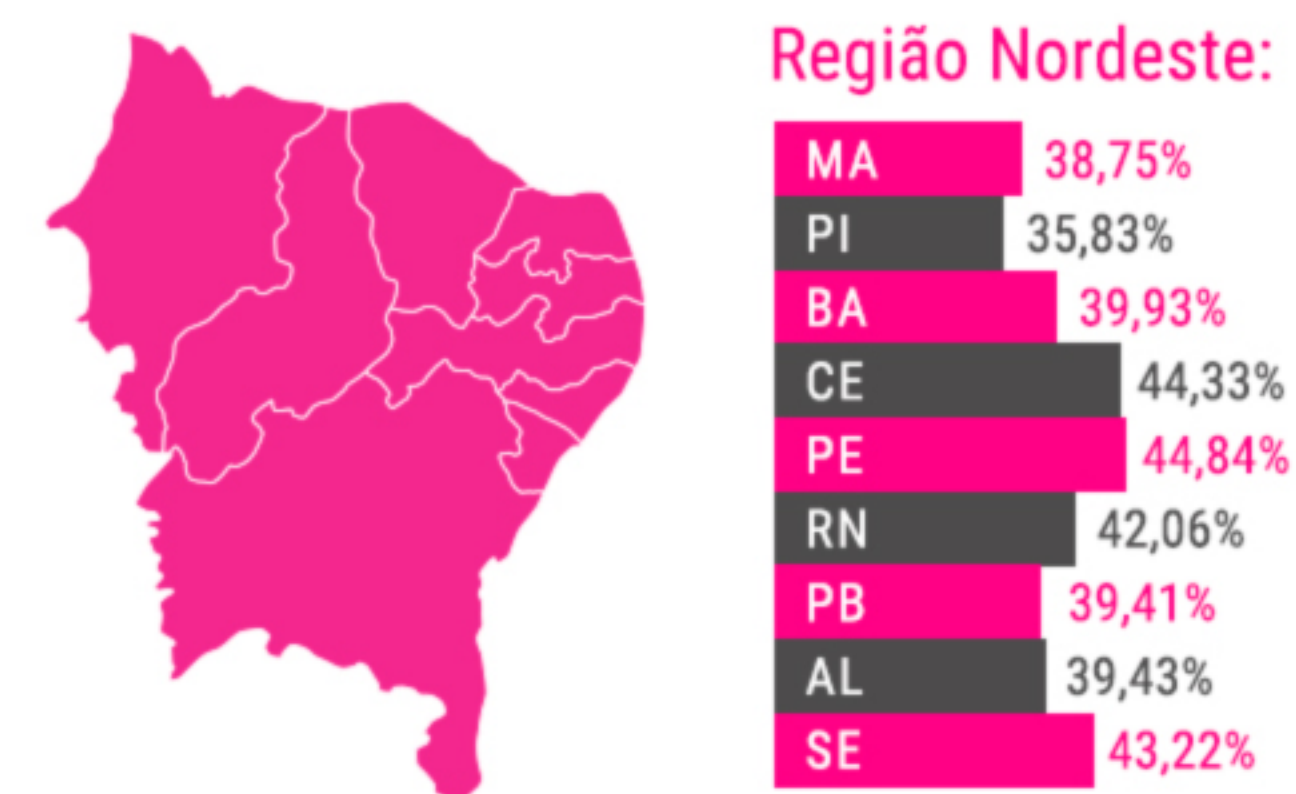 Região Nordeste:
MA 38,75%
PI 35,83%
BA 39,93%
CE 44,33%
PE 44,84%
RN 42,06%
PB 39,41%
AL 39,43%
SE 43,22%